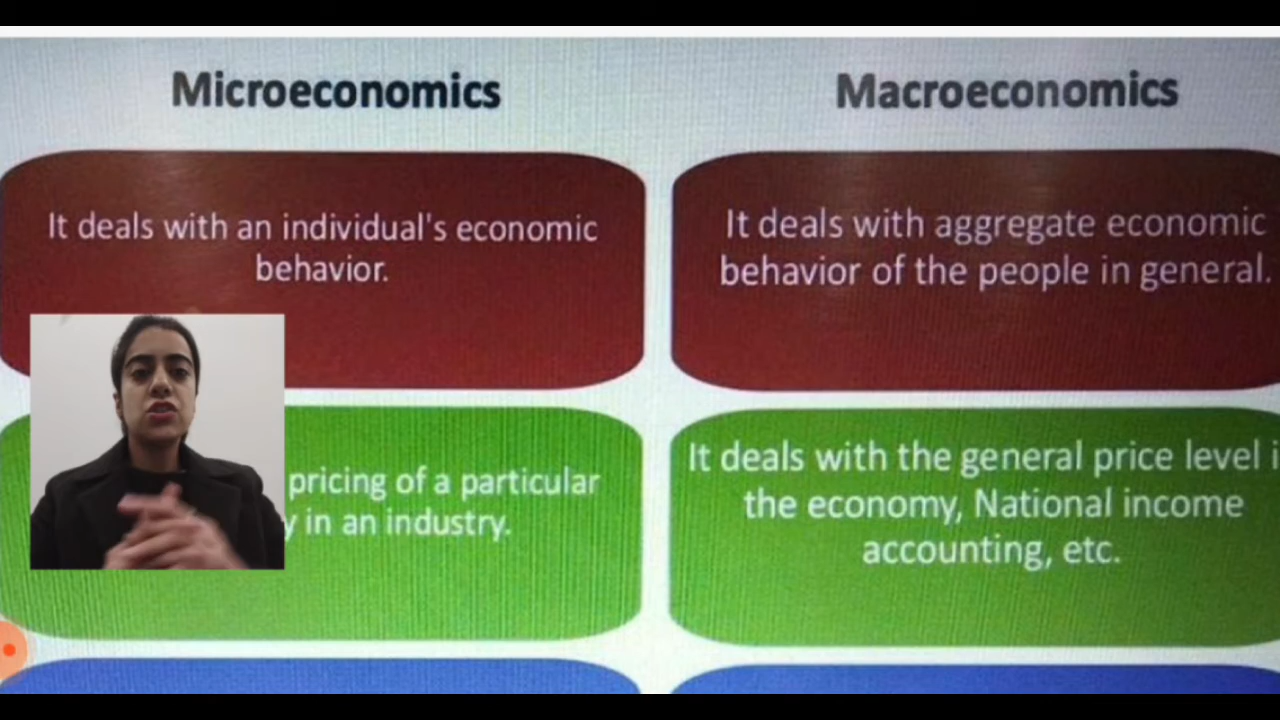 Microeconomics
Macroeconomics
It deals with an individual's economic
behavior.
It deals with aggregate economic
behavior of the people in general.
pricing of a particular
in an industry.
It deals with the general price level
the economy, National income
accounting, etc.